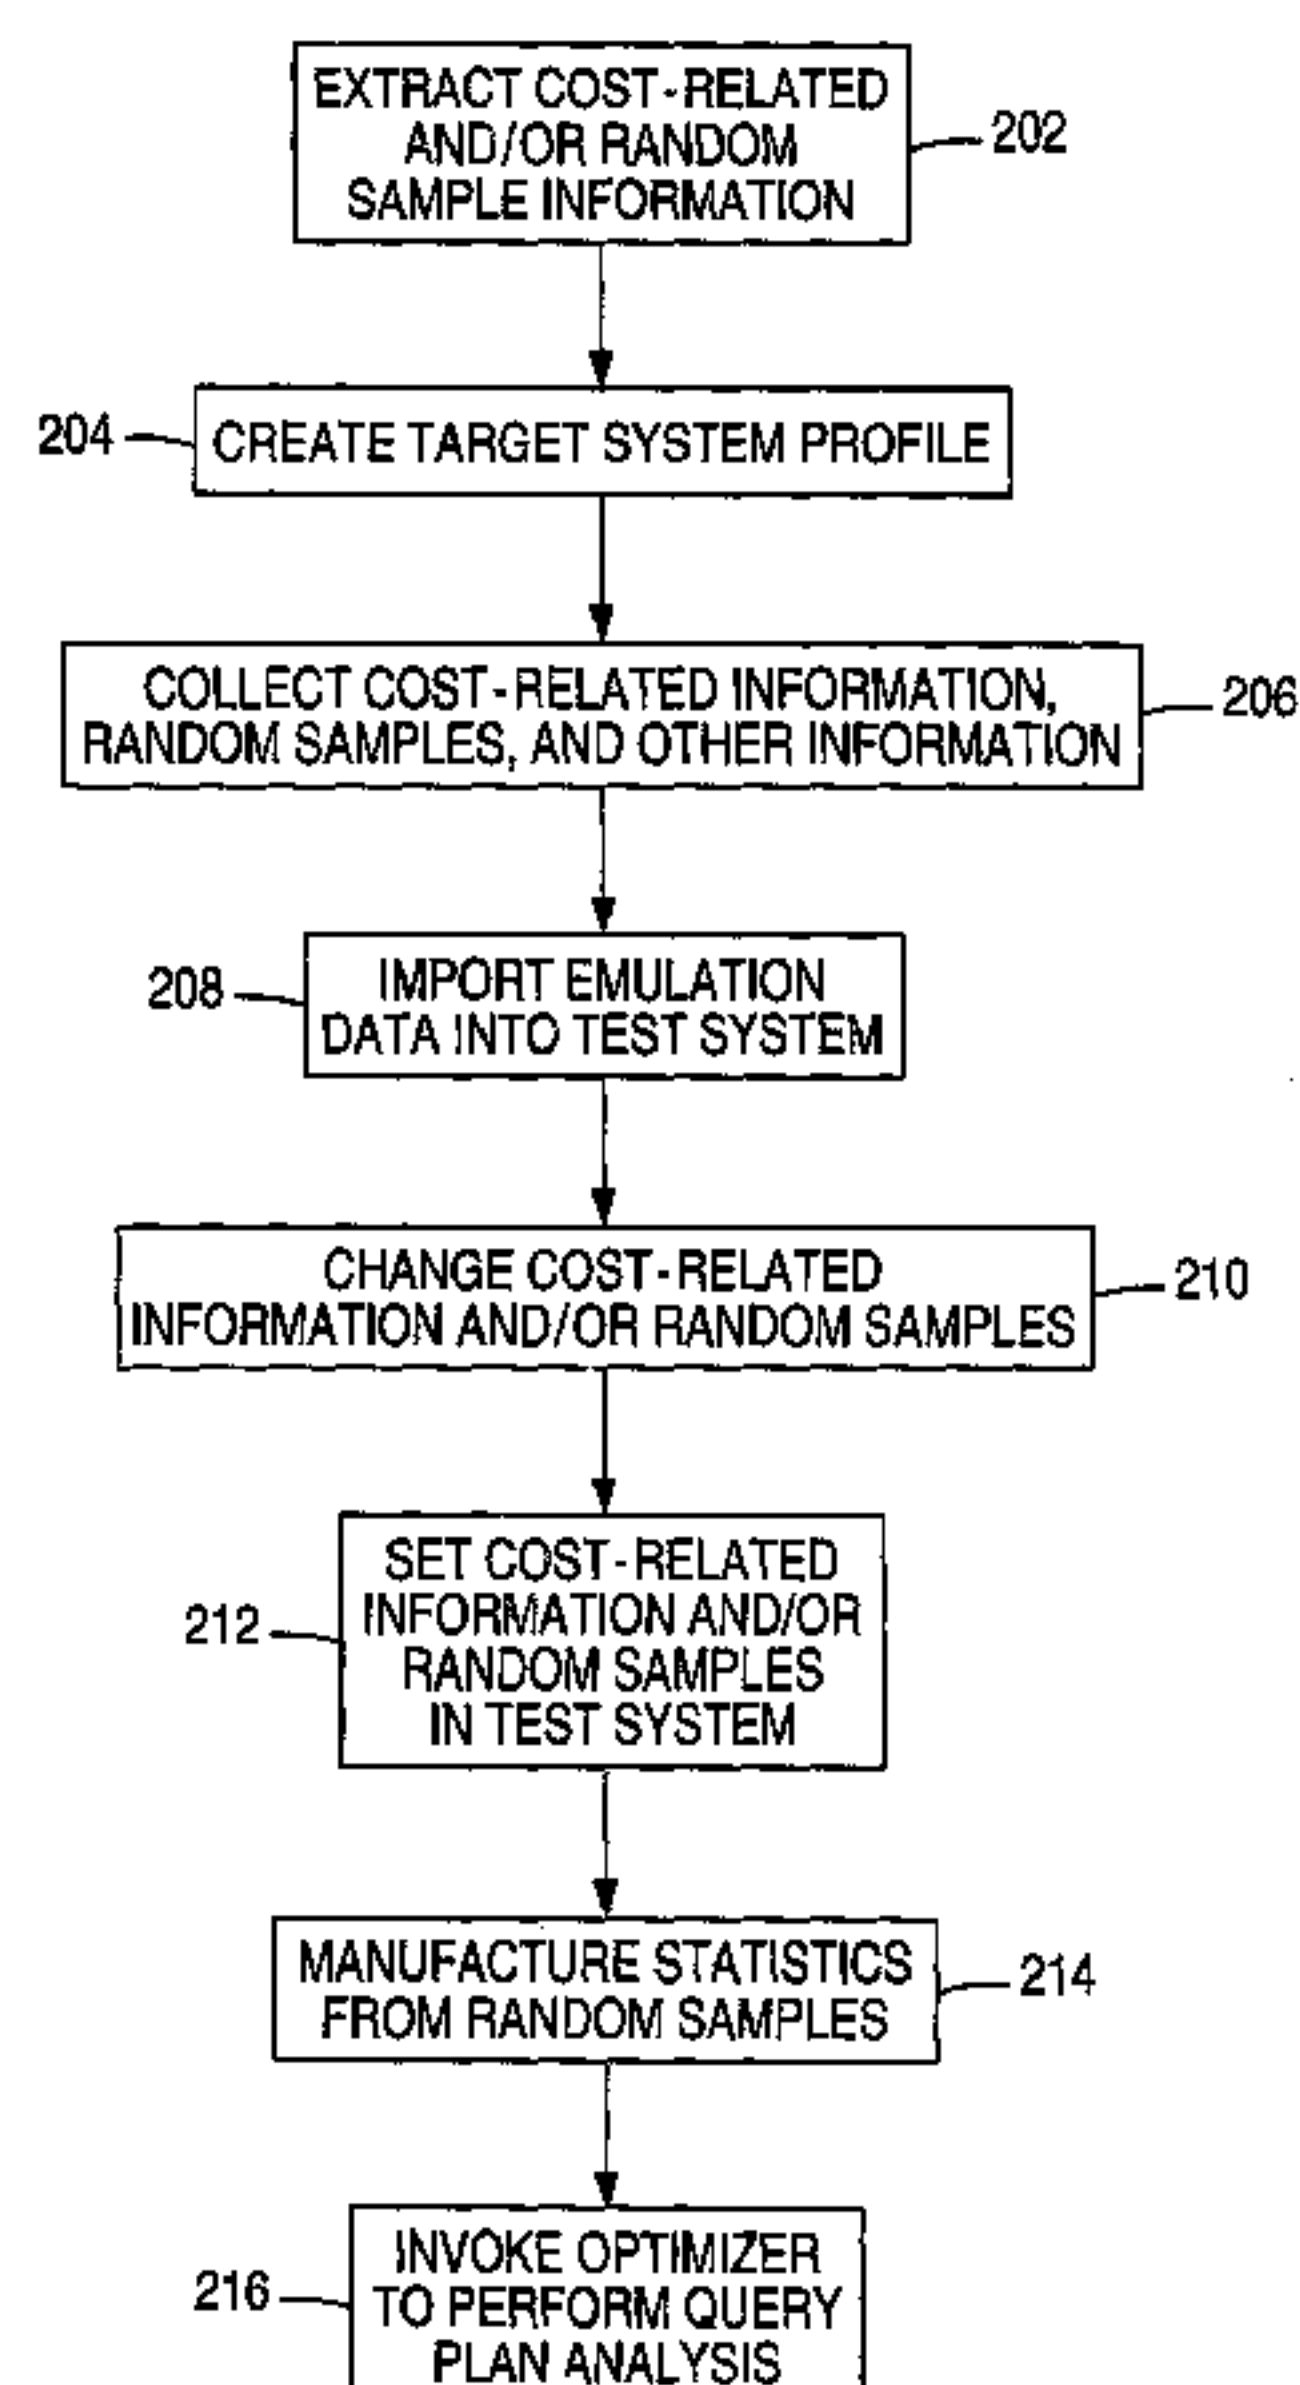 EXTRACT COST-RELATED
AND/OR RANDOM
SAMPLE INFORMATION
202
204
CREATE TARGET SYSTEM PROFILE
COLLECT COST-RELATED INFORMATION,
RANDOM SAMPLES, AND OTHER INFORMATION
206
208
IMPORT EMULATION
DATA INTO TEST SYSTEM
CHANGE COST-RELATED
INFORMATION AND/OR RANDOM SAMPLES
210
212
SET COST-RELATED
INFORMATION AND/OR
RANDOM SAMPLES
IN TEST SYSTEM
MANUFACTURE STATISTICS
FROM RANDOM SAMPLES
214
216
INVOKE OPTIMIZER
TO PERFORM QUERY
PLAN ANALYSIS